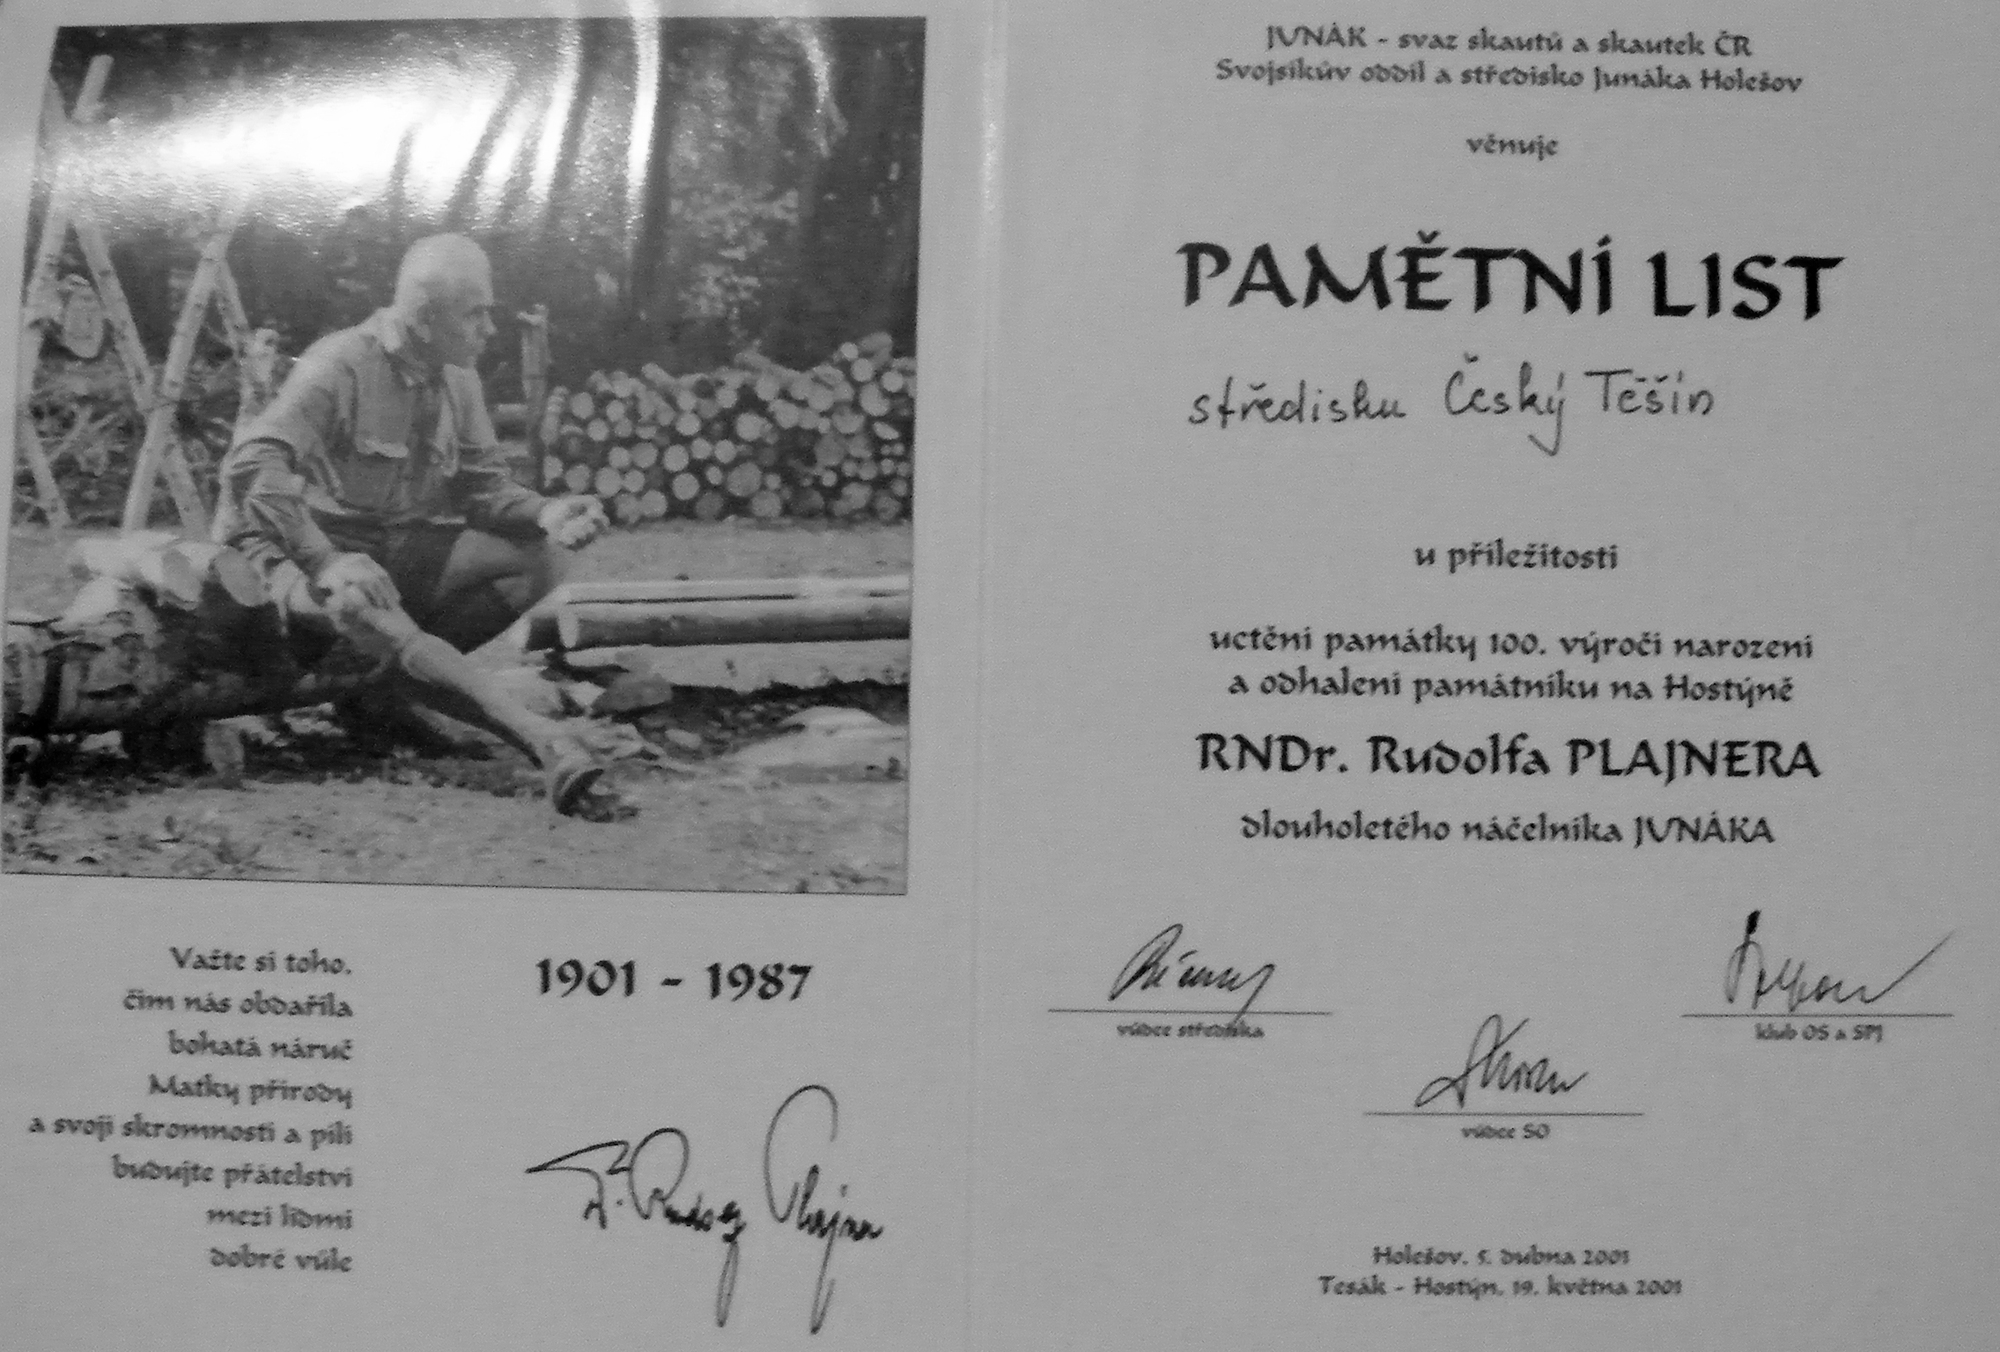 Važte si toho,
čím nás obdařila
bohatá náruč
Matky přírody
a svojí skromností a pílí
budujte přátelství
mezi lidmi
dobré vůle
1901 - 1987
JUNÁK - svaz skautů a skautek ČR
Svojsíkův oddíl a středisko Junáka Holešov
věnuje
PAMĚTNÍ LIST
středisku Český Těšín
u příležitosti
uctění památky 100. výročí narození
a odhalení památníku na Hostýně
RNDr. Rudolfa PLAJNERA
dlouholetého náčelníka JUNÁKA
vůdce střediska
klub OS a SPJ
vůdce SO
Holešov, 5. dubna 2001
Tesák - Hostýn, 19. května 2001